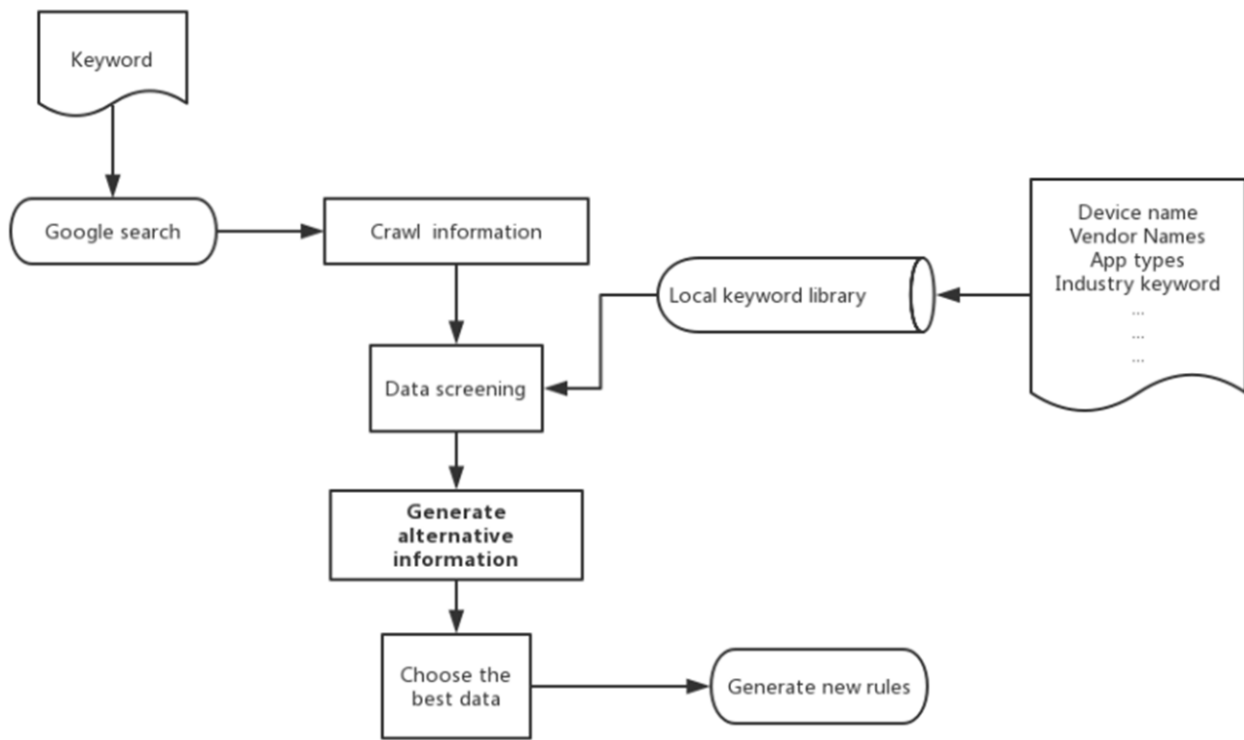 Keyword
Google search
Crawl information
Device name
Vendor Names
App types
Industry keyword
...
...
...
Local keyword library
Data screening
Generate
alternative
information
Choose the
best data
Generate new rules